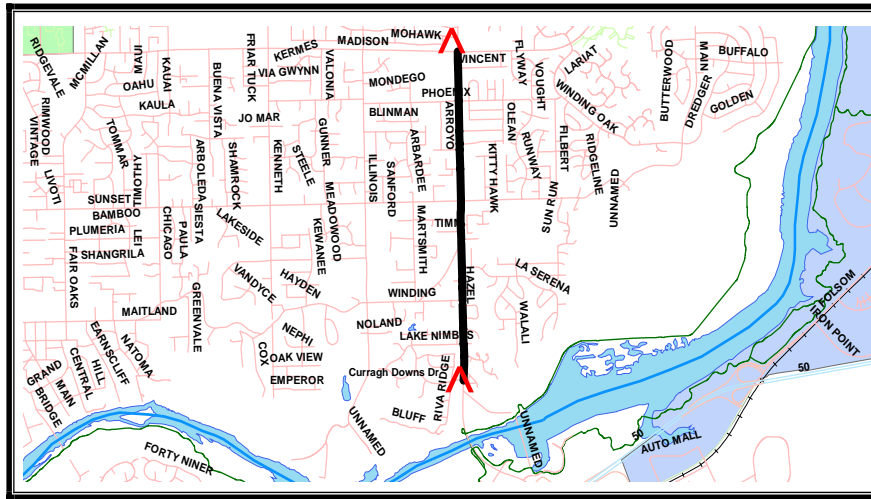 MOHAWK
MADISON
KERMES
VINCENT
FLYWAY
LARIAT
BUFFALO
MAIN
BUTTERWOOD
RIDGEVALE
MCMILLAN
MAUI
KAUAI
FRIAR TUCK
VIA GWYNN
VALONIA
MONDEGO
PHOENIX
VOUGHT
WINDING OAK
DREDGER
GOLDEN
OAHU
KAULA
BUENA VISTA
JO MAR
BLINMAN
ARROYO
OLEAN
RIMWOOD
VINTAGE
TOMMAR
GUNNER
STEELE
KENNETH
RUNWAY
FILBERT
RIDGELINE
UNNAMED
LIVOTI
TIMOTHY
ARBOLEDA
SHAMROCK
ILLINOIS
SANFORD
ARBARDEE
KITTY HAWK
SUN RUN
SUNSET
BAMBOO
PLUMERIA
LEI
CHICAGO
PAULA
SIESTA
LAKESIDE
MEADOWOOD
KEWANEE
MARTSMITH
TIMM
SHANGRILA
FAIR OAKS
VANDYCE
HAYDEN
HAZEL
LA SERENA
WINDING
WALALI
FOLSOM
IRON POINT
MAITLAND
GREENVALE
NEPHI
NOLAND
LAKE NIMBUS
EARNSCLIFF
NATOMA
HILL
CENTRAL
GRAND
MAIN
BRIDGE
COX
OAK VIEW
EMPEROR
Curragh Downs Dr
RIVA RIDGE
50
BLUFF
UNNAMED
UNNAMED
50
AUTO MALL
FORTY NINER